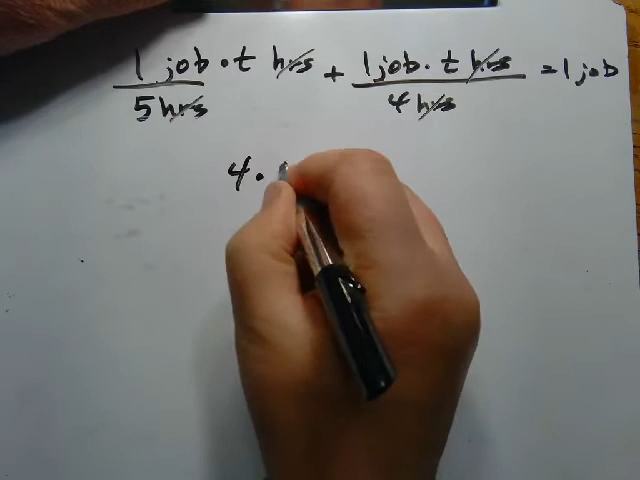 1 job · t hrs + 1 job · t hrs = 1 job
5 hrs 4 hrs
4 ·